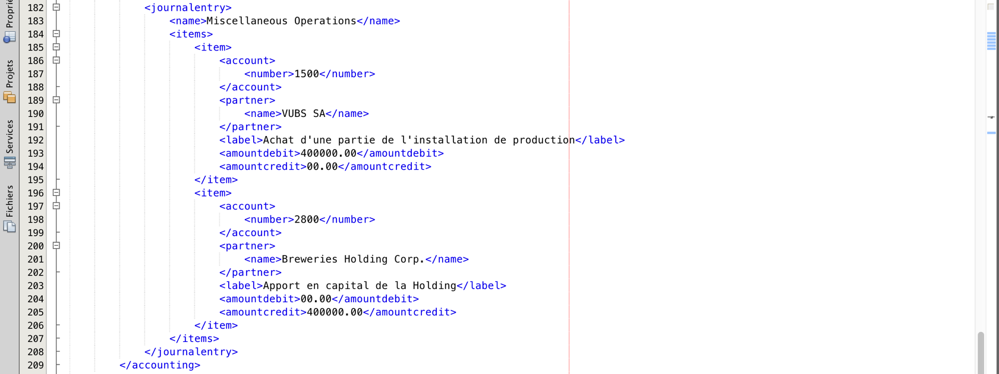 Proprié
Projets
Services
Fichiers
182 <journalentry>
183 <name>Miscellaneous Operations</name>
184 <items>
185 <item>
186 <account>
187 <number>1500</number>
188 </account>
189 <partner>
190 <name>VUBS SA</name>
191 </partner>
192 <label>Achat d'une partie de l'installation de production</label>
193 <amountdebit>400000.00</amountdebit>
194 <amountcredit>00.00</amountcredit>
195 </item>
196 <item>
197 <account>
198 <number>2800</number>
199 </account>
200 <partner>
201 <name>Breweries Holding Corp.</name>
202 </partner>
203 <label>Apport en capital de la Holding</label>
204 <amountdebit>00.00</amountdebit>
205 <amountcredit>400000.00</amountcredit>
206 </item>
207 </items>
208 </journalentry>
209 </accounting>